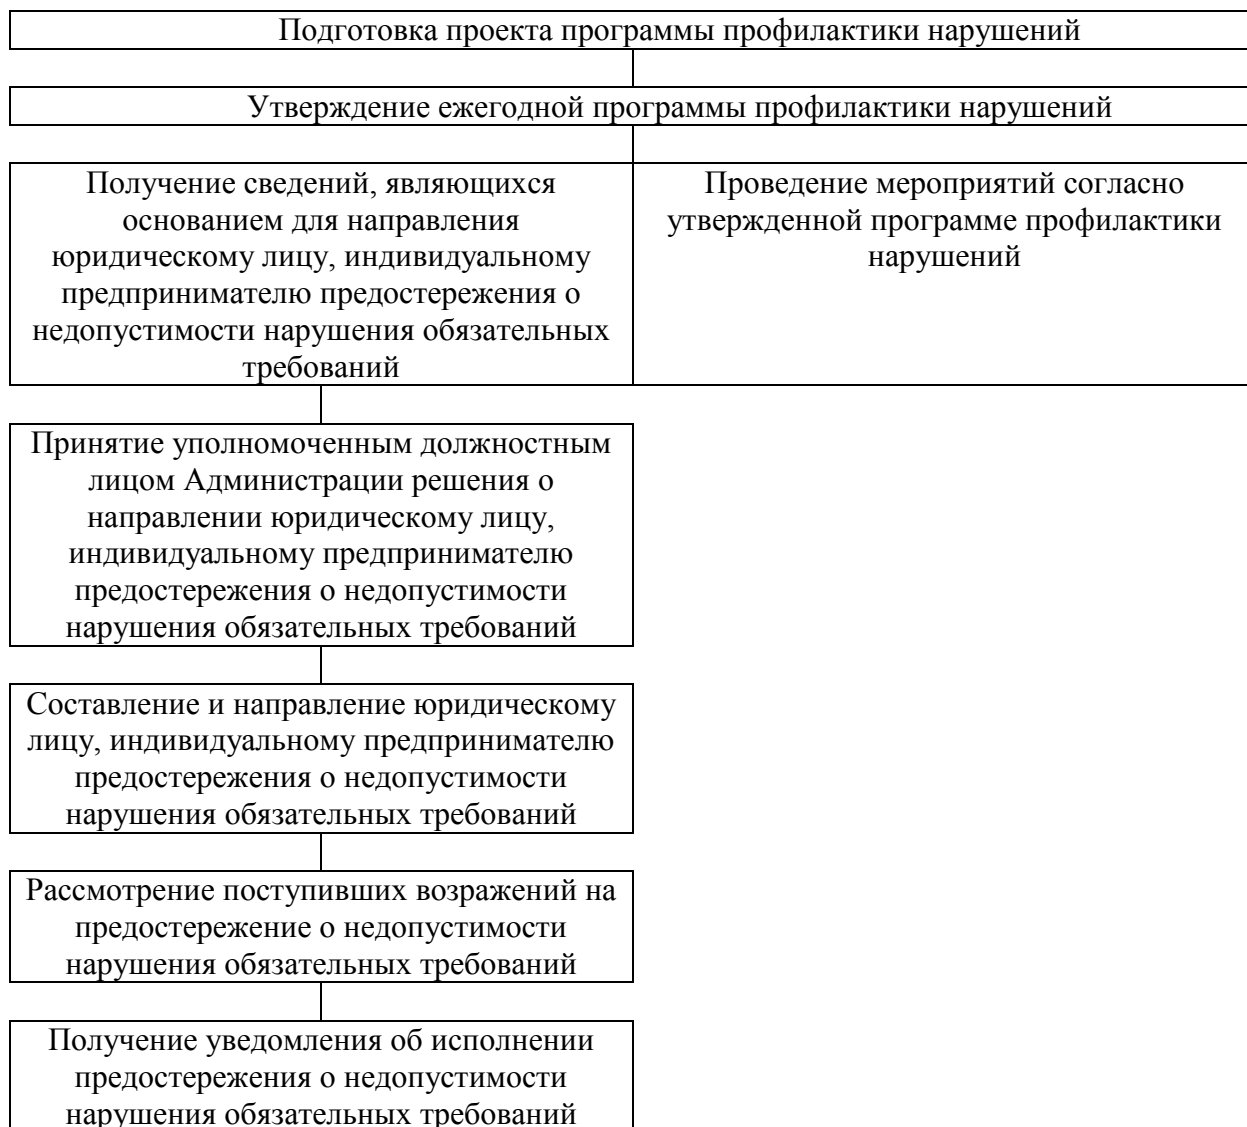 Подготовка проекта программы профилактики нарушений
Утверждение ежегодной программы профилактики нарушений
Получение сведений, являющихся
основанием для направления
юридическому лицу, индивидуальному
предпринимателю предостережения о
недопустимости нарушения обязательных
требований
Проведение мероприятий согласно
утвержденной программе профилактики
нарушений
Принятие уполномоченным должностным
лицом Администрации решения о
направлении юридическому лицу,
индивидуальному предпринимателю
предостережения о недопустимости
нарушения обязательных требований
Составление и направление юридическому
лицу, индивидуальному предпринимателю
предостережения о недопустимости
нарушения обязательных требований
Рассмотрение поступивших возражений на
предостережение о недопустимости
нарушения обязательных требований
Получение уведомления об исполнении
предостережения о недопустимости
нарушения обязательных требований